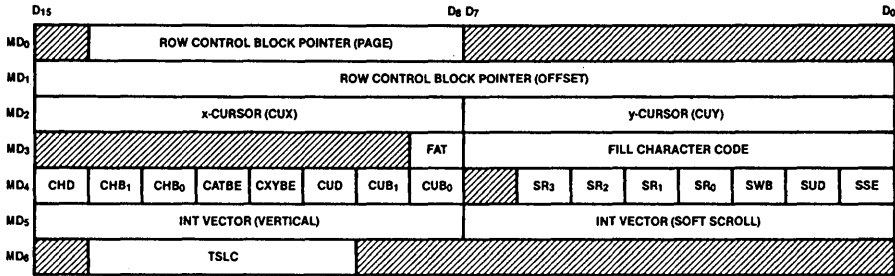 D15 D8 D7 D0
MD0 ROW CONTROL BLOCK POINTER (PAGE)
MD1 ROW CONTROL BLOCK POINTER (OFFSET)
MD2 x-CURSOR (CUX) y-CURSOR (CUY)
MD3 FAT FILL CHARACTER CODE
MD4 CHD CHB1 CHB0 CATBE CXYBE CUD CUB1 CUB0 SR3 SR2 SR1 SR0 SWB SUD SSE
MD5 INT VECTOR (VERTICAL) INT VECTOR (SOFT SCROLL)
MD6 TSLC